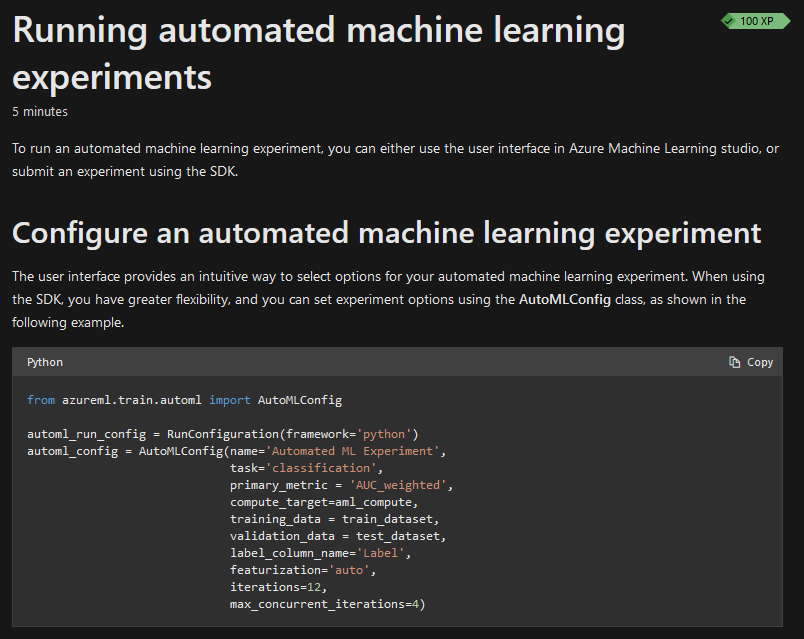 Running automated machine learning
experiments
100 XP
5 minutes
To run an automated machine learning experiment, you can either use the user interface in Azure Machine Learning studio, or
submit an experiment using the SDK.
Configure an automated machine learning experiment
The user interface provides an intuitive way to select options for your automated machine learning experiment. When using
the SDK, you have greater flexibility, and you can set experiment options using the AutoMLConfig class, as shown in the
following example.
Python
Copy
from azureml.train.automl import AutoMLConfig
automl_run_config = RunConfiguration(framework='python')
automl_config = AutoMLConfig(name='Automated ML Experiment',
task='classification',
primary_metric = 'AUC_weighted',
compute_target=aml_compute,
training_data = train_dataset,
validation_data = test_dataset,
label_column_name='Label',
featurization='auto',
iterations=12,
max_concurrent_iterations=4)